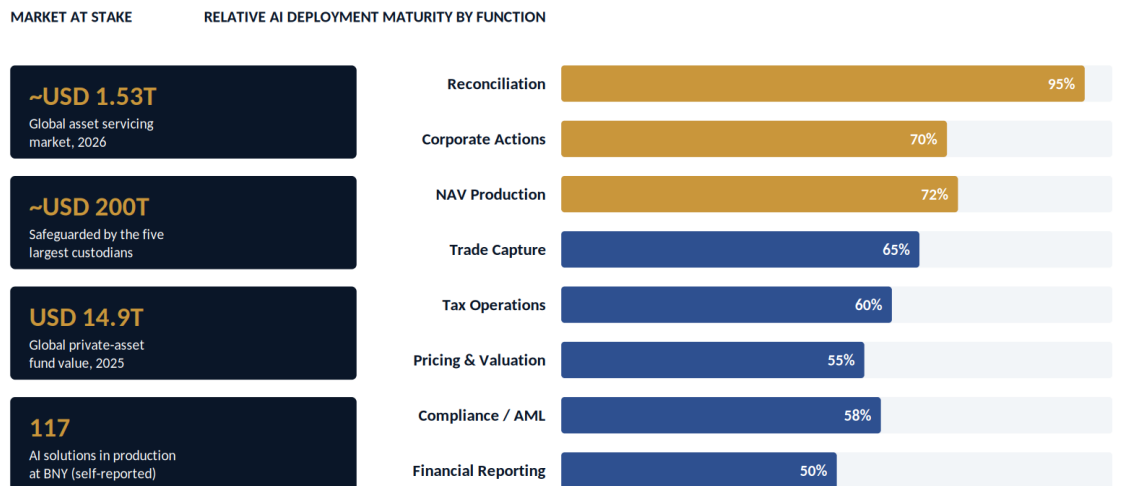 MARKET AT STAKE
RELATIVE AI DEPLOYMENT MATURITY BY FUNCTION
~USD 1.53T
Global asset servicing
market, 2026
~USD 200T
Safeguarded by the five
largest custodians
USD 14.9T
Global private-asset
fund value, 2025
117
AI solutions in production
at BNY (self-reported)
Reconciliation 95%
Corporate Actions 70%
NAV Production 72%
Trade Capture 65%
Tax Operations 60%
Pricing & Valuation 55%
Compliance / AML 58%
Financial Reporting 50%